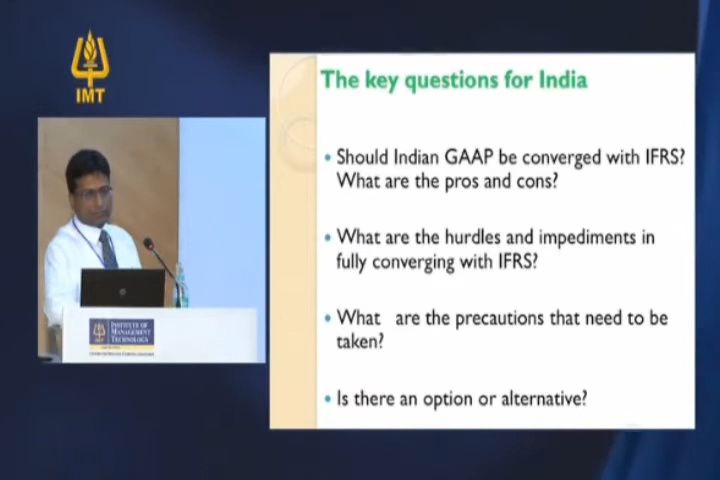 IMT
The key questions for India
• Should Indian GAAP be converged with IFRS?
What are the pros and cons?
• What are the hurdles and impediments in
fully converging with IFRS?
• What are the precautions that need to be
taken?
• Is there an option or alternative?
INSTITUTE OF
MANAGEMENT
TECHNOLOGY
IMT